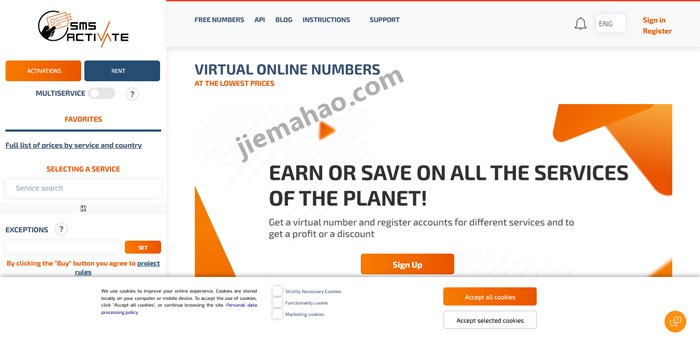 SMS
ACTIVATE
FREE NUMBERS API BLOG INSTRUCTIONS SUPPORT
ENG
Sign in
Register
ACTIVATIONS
RENT
MULTISERVICE
?
FAVORITES
Full list of prices by service and country
SELECTING A SERVICE
Service search
EXCEPTIONS
?
SET
By clicking the "Buy" button you agree to project
rules
VIRTUAL ONLINE NUMBERS
AT THE LOWEST PRICES
jiemahao.com
EARN OR SAVE ON ALL THE SERVICES
OF THE PLANET!
Get a virtual number and register accounts for different services and to
get a profit or a discount
Sign Up
We use cookies to improve your online experience. Cookies are stored
locally on your computer or mobile device. To accept the use of cookies,
click "Accept all cookies", or continue browsing the site. Personal data
processing policy.
Strictly Necessary Cookies
Functionality cookie
Marketing cookies
Accept all cookies
Accept selected cookies